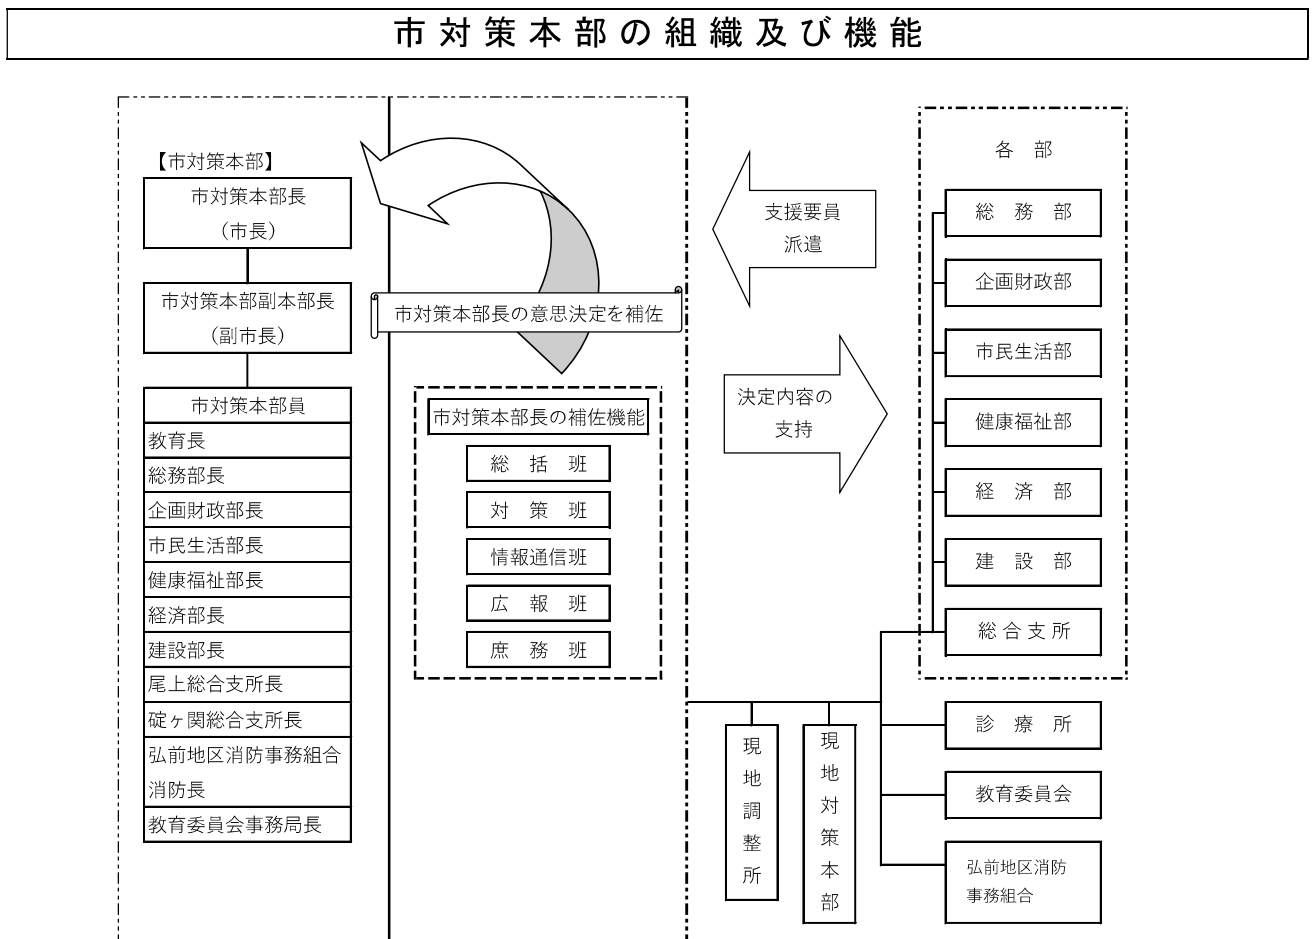 市対策本部の組織及び機能
【市対策本部】
市対策本部長
（市長）
市対策本部副本部長
（副市長）
市対策本部員
教育長
総務部長
企画財政部長
市民生活部長
健康福祉部長
経済部長
建設部長
尾上総合支所長
碇ヶ関総合支所長
弘前地区消防事務組合
消防長
教育委員会事務局長
市対策本部長の意思決定を補佐
市対策本部長の補佐機能
総括班
対策班
情報通信班
広報班
庶務班
支援要員
派遣
決定内容の
支持
現地調整所
現地対策本部
各部
総務部
企画財政部
市民生活部
健康福祉部
経済部
建設部
総合支所
診療所
教育委員会
弘前地区消防
事務組合